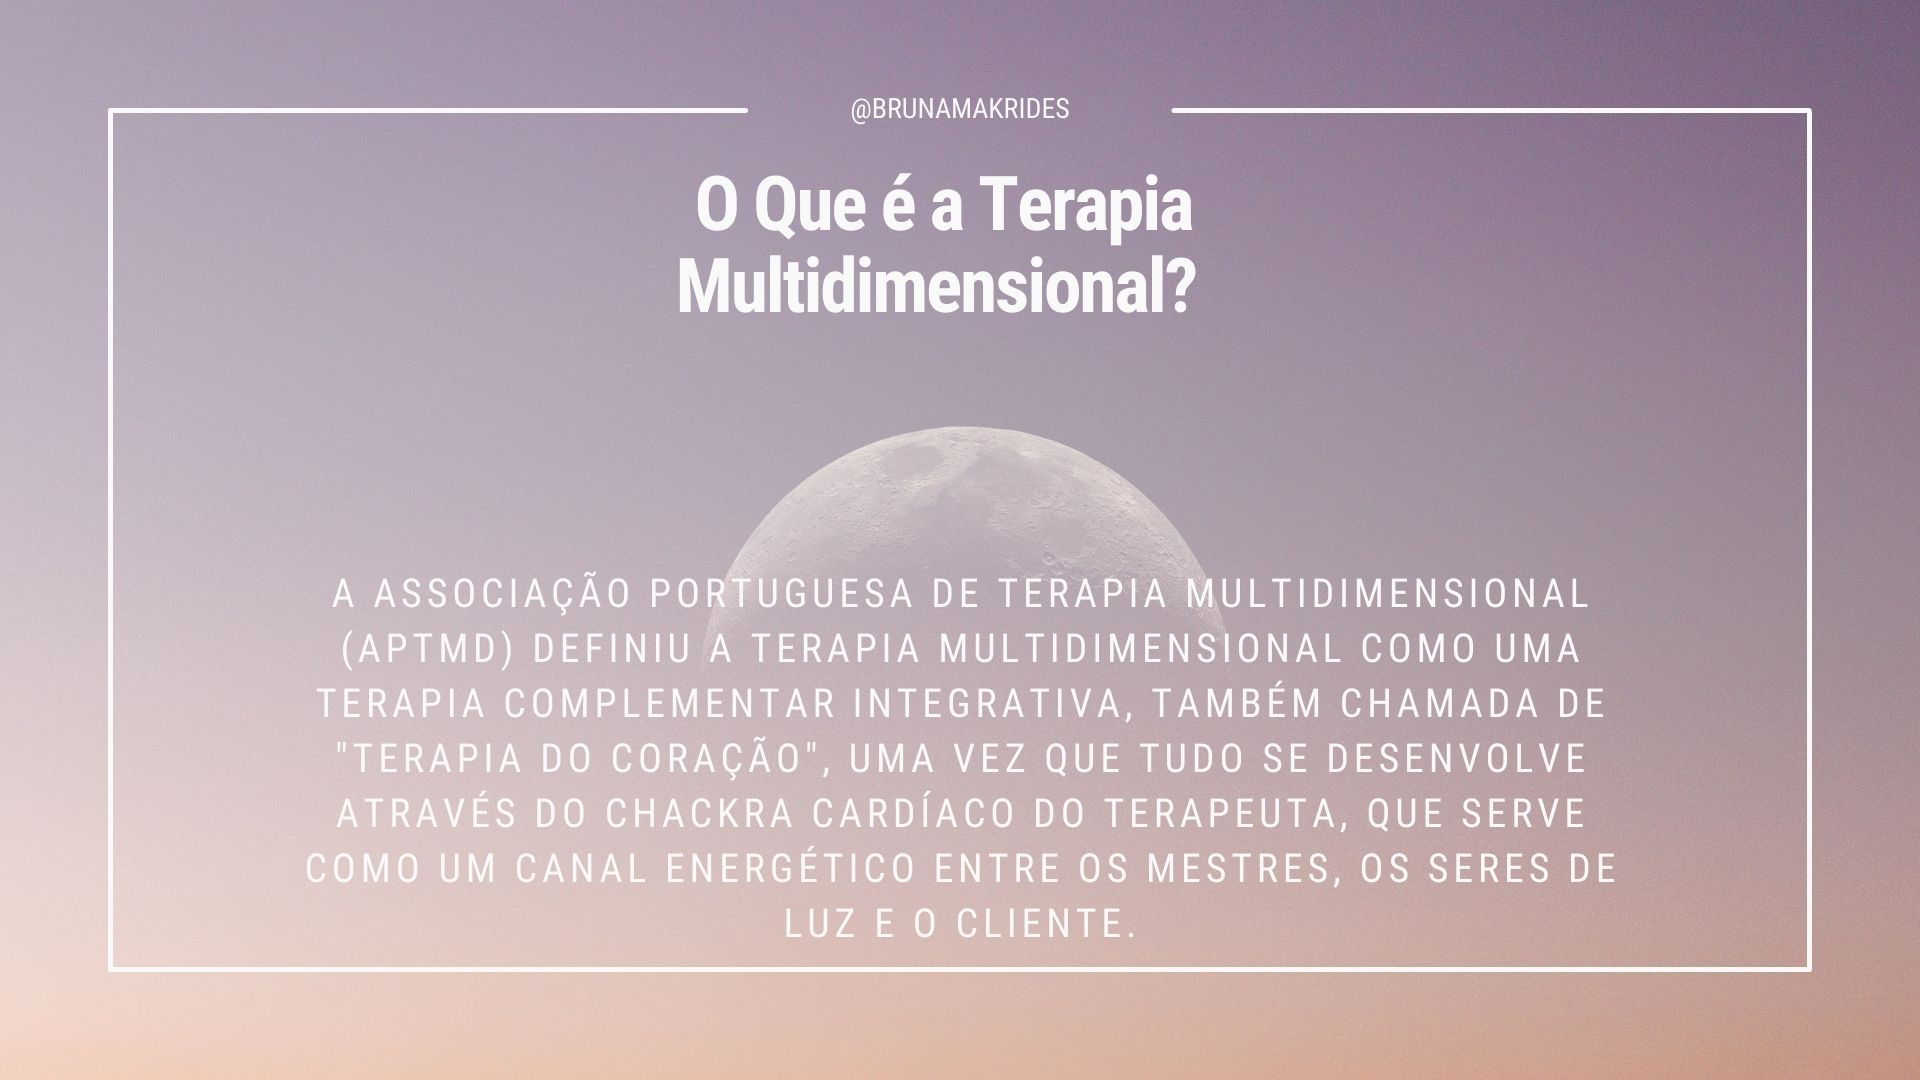 @BRUNAMAKRIDES
O Que é a Terapia
Multidimensional?
A ASSOCIAÇÃO PORTUGUESA DE TERAPIA MULTIDIMENSIONAL
(APTMD) DEFINIU A TERAPIA MULTIDIMENSIONAL COMO UMA
TERAPIA COMPLEMENTAR INTEGRATIVA, TAMBÉM CHAMADA DE
"TERAPIA DO CORAÇÃO", UMA VEZ QUE TUDO SE DESENVOLVE
ATRAVÉS DO CHACKRA CARDÍACO DO TERAPEUTA, QUE SERVE
COMO UM CANAL ENERGÉTICO ENTRE OS MESTRES, OS SERES DE
LUZ E O CLIENTE.